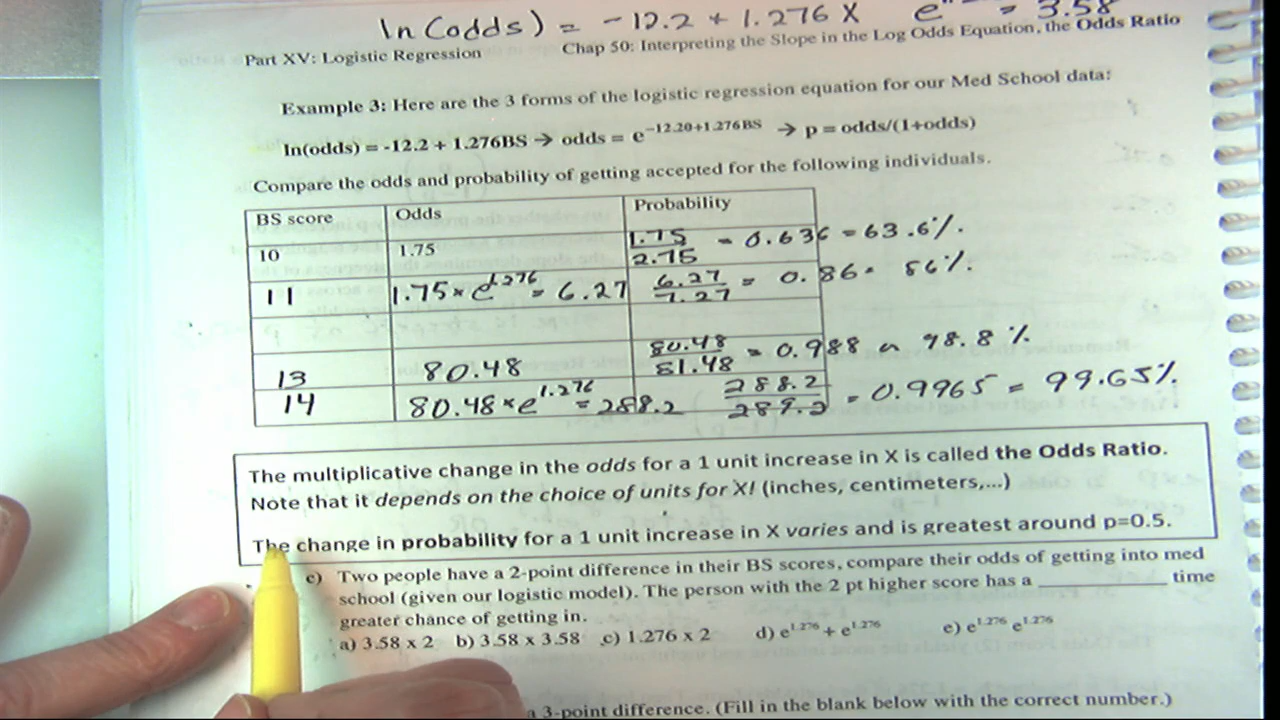 ln(odds) = -12.2 + 1.276 X e = 3.58
Part XV: Logistic Regression Chap 50: Interpreting the Slope in the Log Odds Equation, the Odds Ratio
Example 3: Here are the 3 forms of the logistic regression equation for our Med School data:
ln(odds) = -12.2 + 1.276BS → odds = e^-12.20+1.276BS → p = odds/(1+odds)
Compare the odds and probability of getting accepted for the following individuals.
BS score Odds Probability
10 1.75 1.75/2.75 = 0.636 = 63.6%.
11 1.75 × e^1.276 = 6.27 6.27/7.27 = 0.86 = 86%.
13 80.48 80.48/81.48 = 0.988 or 98.8%
14 80.48 × e^1.276 = 288.2 288.2/289.2 = 0.9965 = 99.65%
The multiplicative change in the odds for a 1 unit increase in X is called the Odds Ratio.
Note that it depends on the choice of units for X! (inches, centimeters,...)
The change in probability for a 1 unit increase in X varies and is greatest around p=0.5.
c) Two people have a 2-point difference in their BS scores, compare their odds of getting into med
school (given our logistic model). The person with the 2 pt higher score has a ____________ time
greater chance of getting in.
a) 3.58 x 2 b) 3.58 x 3.58 c) 1.276 x 2 d) e^1.276 + e^1.276 e) e^1.276 e^1.276
a 3-point difference. (Fill in the blank below with the correct number.)